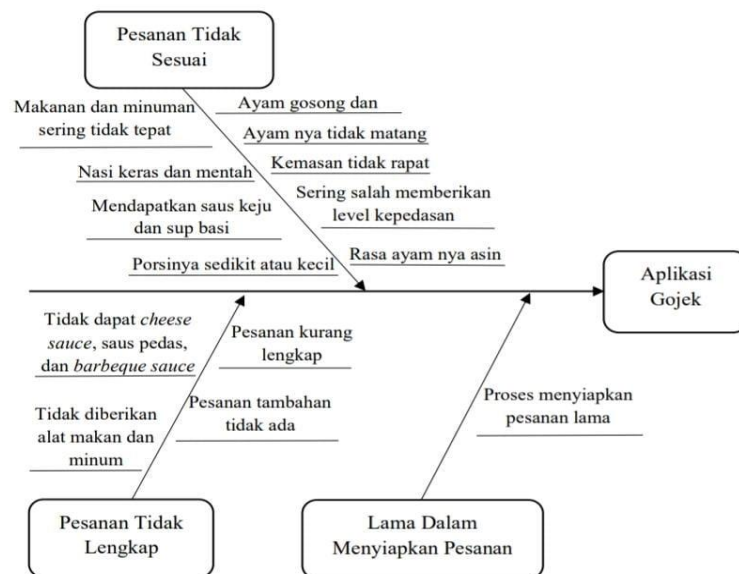 Pesanan Tidak
Sesuai
Makanan dan minuman
sering tidak tepat
Nasi keras dan mentah
Mendapatkan saus keju
dan sup basi
Porsinya sedikit atau kecil
Ayam gosong dan
Ayam nya tidak matang
Kemasan tidak rapat
Sering salah memberikan
level kepedasan
Rasa ayam nya asin
Aplikasi
Gojek
Tidak dapat cheese
sauce, saus pedas,
dan barbeque sauce
Tidak diberikan
alat makan dan
minum
Pesanan kurang
lengkap
Pesanan tambahan
tidak ada
Proses menyiapkan
pesanan lama
Pesanan Tidak
Lengkap
Lama Dalam
Menyiapkan Pesanan